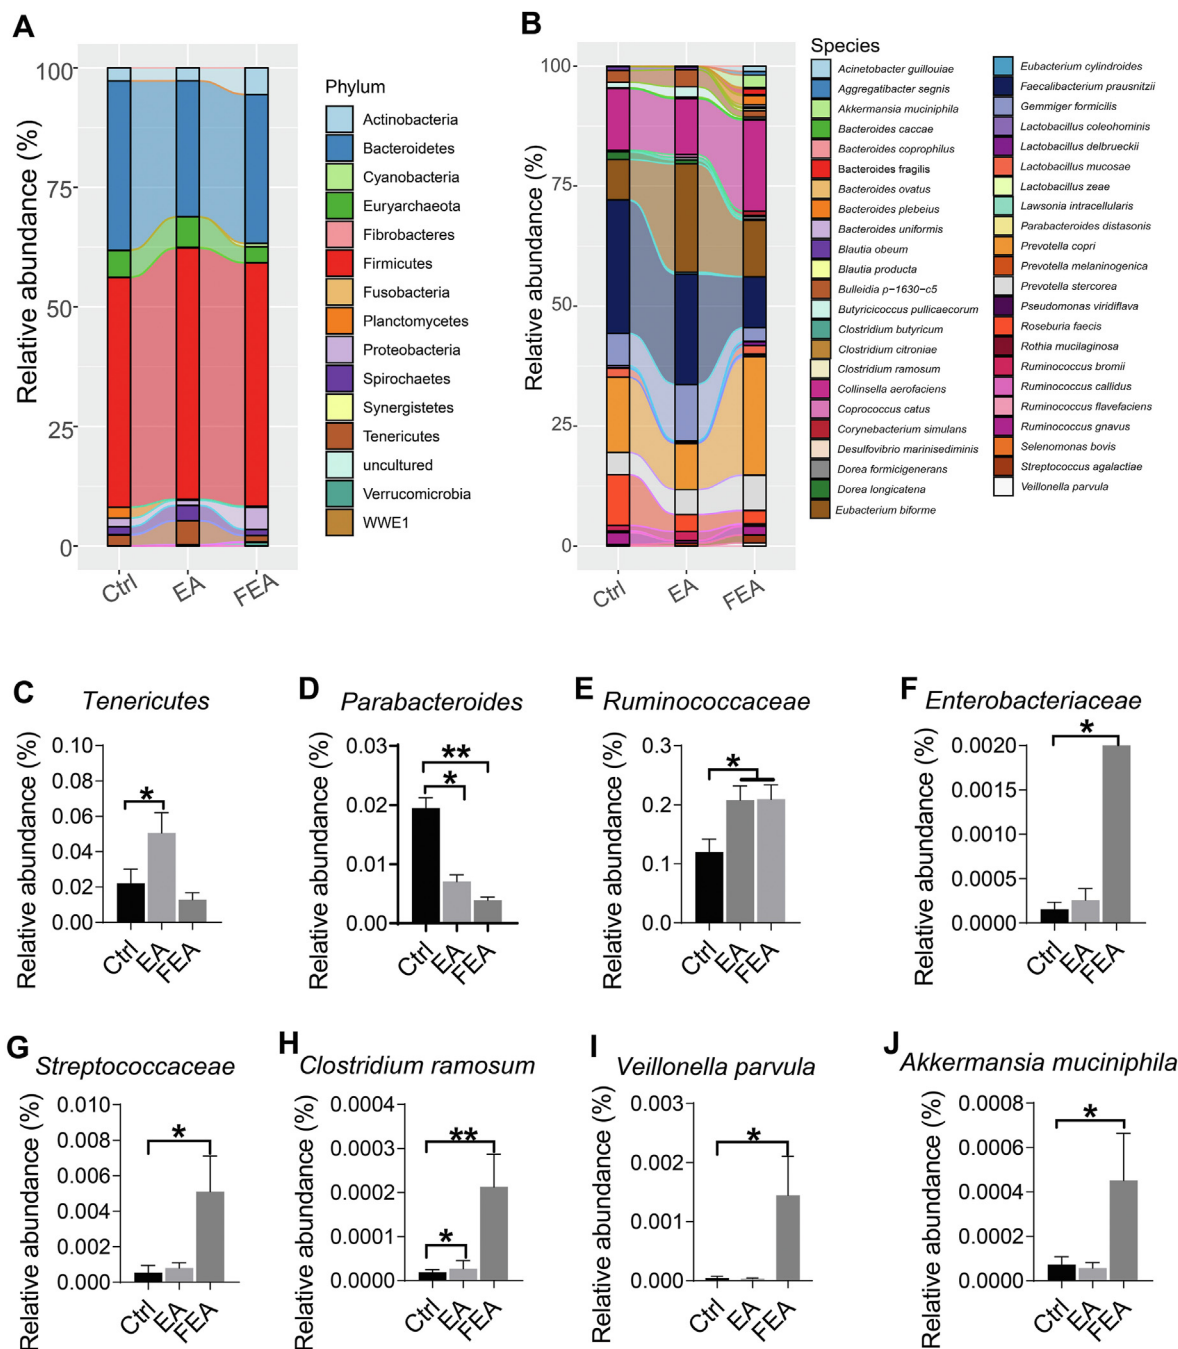 A
Relative abundance (%)
100
75
50
25
0
Ctrl
EA
FEA
Phylum
Actinobacteria
Bacteroidetes
Cyanobacteria
Euryarchaeota
Fibrobacteres
Firmicutes
Fusobacteria
Planctomycetes
Proteobacteria
Spirochaetes
Synergistetes
Tenericutes
uncultured
Verrucomicrobia
WWE1
B
Relative abundance (%)
100
75
50
25
0
Ctrl
EA
FEA
Species
Acinetobacter guillouiae
Aggregatibacter segnis
Akkermansia muciniphila
Bacteroides caccae
Bacteroides coprophilus
Bacteroides fragilis
Bacteroides ovatus
Bacteroides plebeius
Bacteroides uniformis
Blautia obeum
Blautia producta
Bulleidia p−1630−c5
Butyricicoccus pullicaecorum
Clostridium butyricum
Clostridium citroniae
Clostridium ramosum
Collinsella aerofaciens
Coprococcus catus
Corynebacterium simulans
Desulfovibrio marinisediminis
Dorea formicigenerans
Dorea longicatena
Eubacterium biforme
Eubacterium cylindroides
Faecalibacterium prausnitzii
Gemmiger formicilis
Lactobacillus coleohominis
Lactobacillus delbrueckii
Lactobacillus mucosae
Lactobacillus zeae
Lawsonia intracellularis
Parabacteroides distasonis
Prevotella copri
Prevotella melaninogenica
Prevotella stercorea
Pseudomonas viridiflava
Roseburia faecis
Rothia mucilaginosa
Ruminococcus bromii
Ruminococcus callidus
Ruminococcus flavefaciens
Ruminococcus gnavus
Selenomonas bovis
Streptococcus agalactiae
Veillonella parvula
C
Tenericutes
Relative abundance (%)
0.10
0.08
0.06
0.04
0.02
0.00
*
Ctrl
EA
FEA
D
Parabacteroides
Relative abundance (%)
0.03
0.02
0.01
0.00
**
*
Ctrl
EA
FEA
E
Ruminococcaceae
Relative abundance (%)
0.3
0.2
0.1
0.0
*
Ctrl
EA
FEA
F
Enterobacteriaceae
Relative abundance (%)
0.0020
0.0015
0.0010
0.0005
0.0000
*
Ctrl
EA
FEA
G
Streptococcaceae
Relative abundance (%)
0.010
0.008
0.006
0.004
0.002
0.000
*
Ctrl
EA
FEA
H
Clostridium ramosum
Relative abundance (%)
0.0004
0.0003
0.0002
0.0001
0.0000
**
*
Ctrl
EA
FEA
I
Veillonella parvula
Relative abundance (%)
0.003
0.002
0.001
0.000
*
Ctrl
EA
FEA
J
Akkermansia muciniphila
Relative abundance (%)
0.0008
0.0006
0.0004
0.0002
0.0000
*
Ctrl
EA
FEA